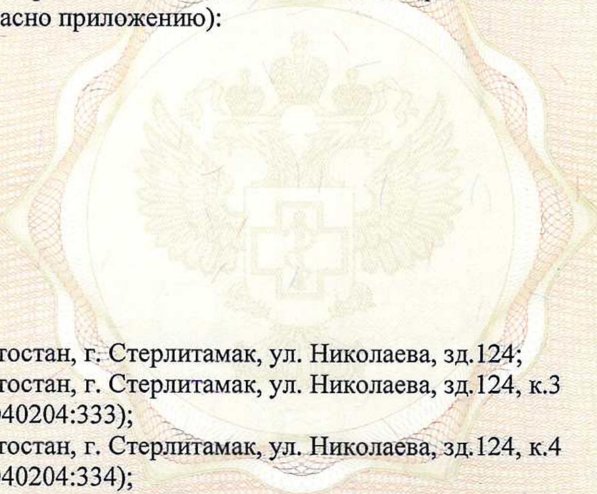 асно приложению):
тостан, г. Стерлитамак, ул. Николаева, зд.124;
тостан, г. Стерлитамак, ул. Николаева, зд.124, к.3
40204:333);
тостан, г. Стерлитамак, ул. Николаева, зд.124, к.4
40204:334);